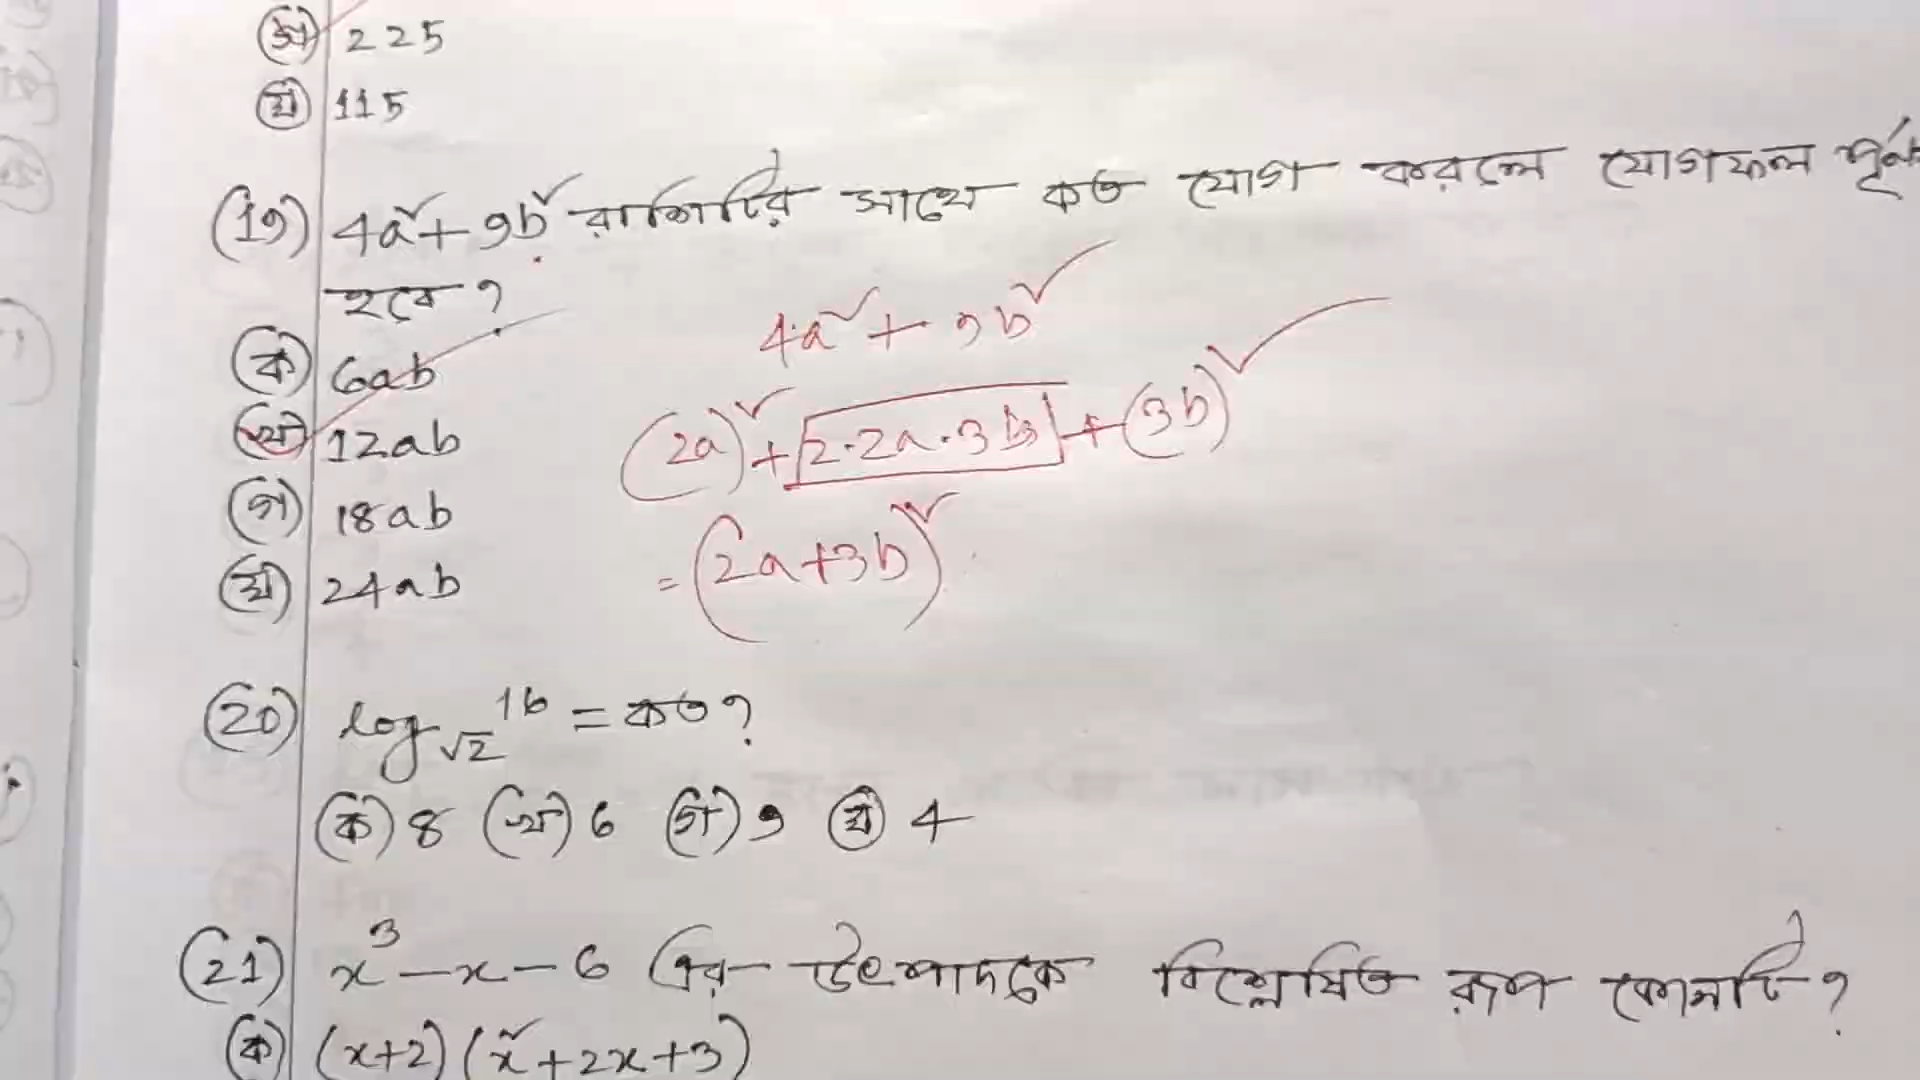 গ 225
ঘ 115
(19) 4a² + 9b² রাশিটির সাথে কত যোগ করলে যোগফল পূর্ণ
হবে?
ক 6ab
খ 12ab
গ 18ab
ঘ 24ab
4a² + 9b²
(2a)² + 2·2a·3b + (3b)²
= (2a+3b)²
(20) log√2 16 = কত?
ক 8 খ 6 গ 9 ঘ 4
(21) x³ – x – 6 এর উৎপাদকে বিশ্লেষিত রূপ কোনটি?
ক (x+2) (x²+2x+3)